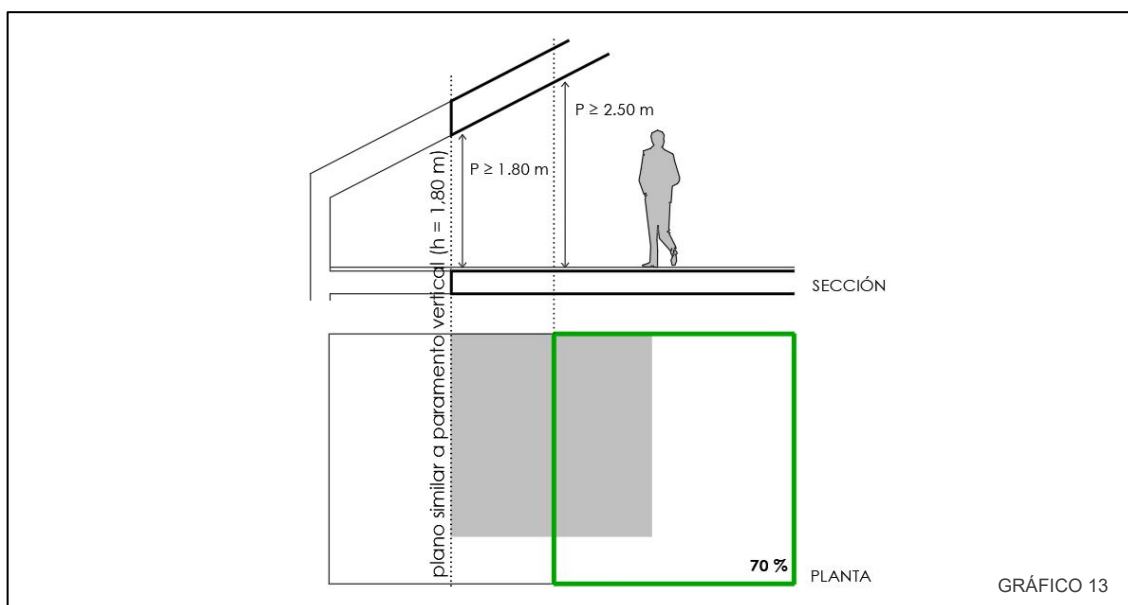 P ≥ 2.50 m
P ≥ 1.80 m
plano similar a paramento vertical (h = 1,80 m)
SECCIÓN
70 %
PLANTA
GRÁFICO 13